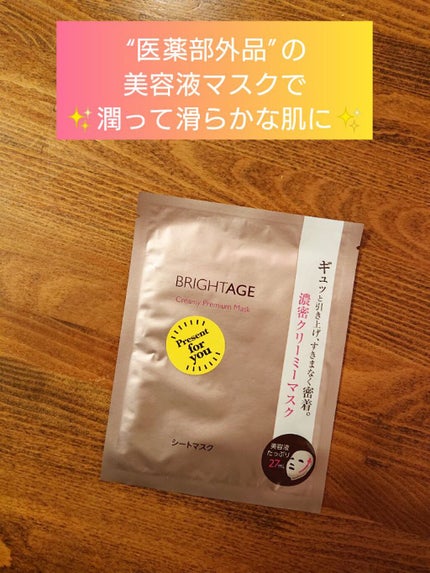 “医薬部外品”の
美容液マスクで
✨潤って滑らかな肌に✨
BRIGHTAGE
Creamy Premium Mask
Present
for
you
シートマスク
ギュッと引き上げ、すきまなく密着。
濃密クリーミーマスク
美容液
たっぷり
27mL